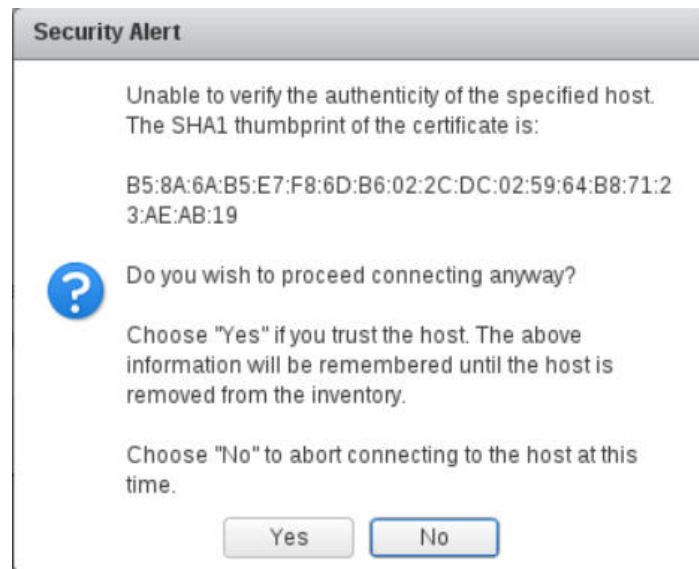 Security Alert
Unable to verify the authenticity of the specified host.
The SHA1 thumbprint of the certificate is:
B5:8A:6A:B5:E7:F8:6D:B6:02:2C:DC:02:59:64:B8:71:2
3:AE:AB:19
Do you wish to proceed connecting anyway?
Choose "Yes" if you trust the host. The above
information will be remembered until the host is
removed from the inventory.
Choose "No" to abort connecting to the host at this
time.
Yes
No